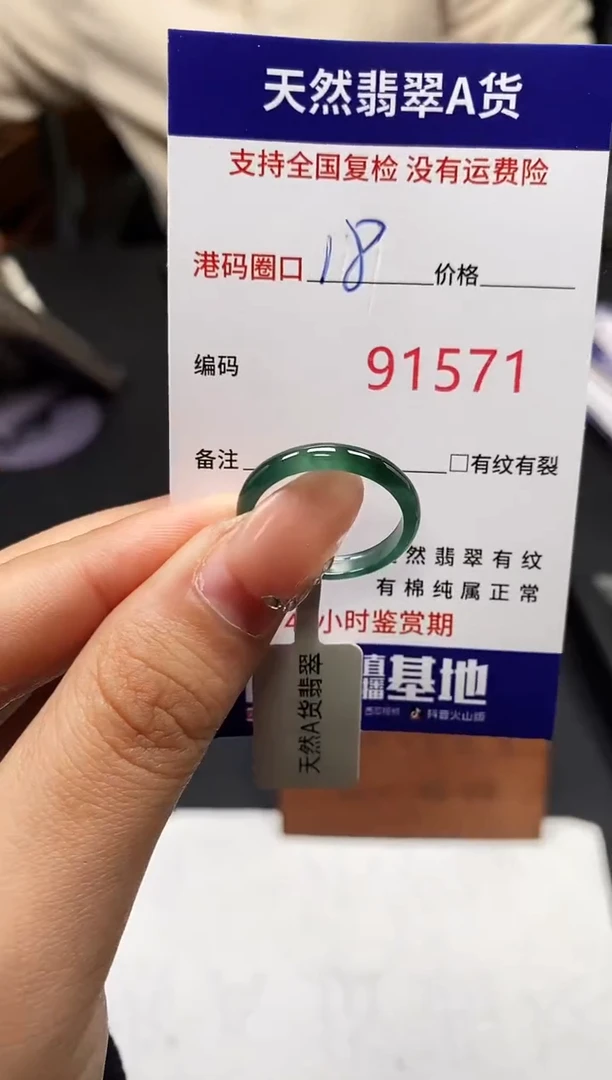 天然翡翠A货
支持全国复检 没有运费险
港码圈口 18 价格
编码 91571
备注 □有纹有裂
然翡翠有纹
有棉纯属正常
小时鉴赏期
直播基地
抖音火山版
天然A货翡翠